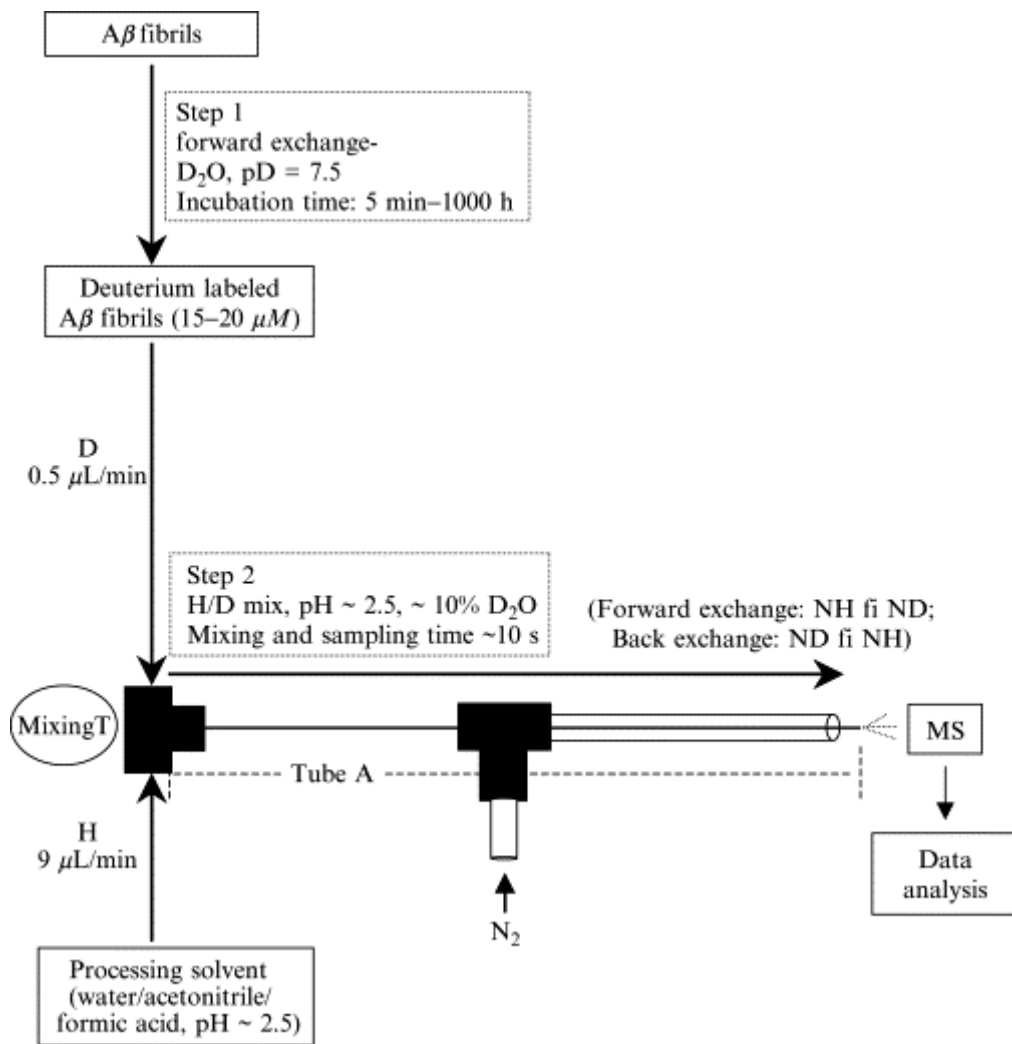 Aβ fibrils
Step 1
forward exchange-
D₂O, pD = 7.5
Incubation time: 5 min–1000 h
Deuterium labeled
Aβ fibrils (15–20 μM)
D
0.5 μL/min
Step 2
H/D mix, pH ~ 2.5, ~ 10% D₂O
Mixing and sampling time ~10 s
(Forward exchange: NH fi ND;
Back exchange: ND fi NH)
MixingT
MS
Tube A
H
9 μL/min
Data
analysis
N₂
Processing solvent
(water/acetonitrile/
formic acid, pH ~ 2.5)